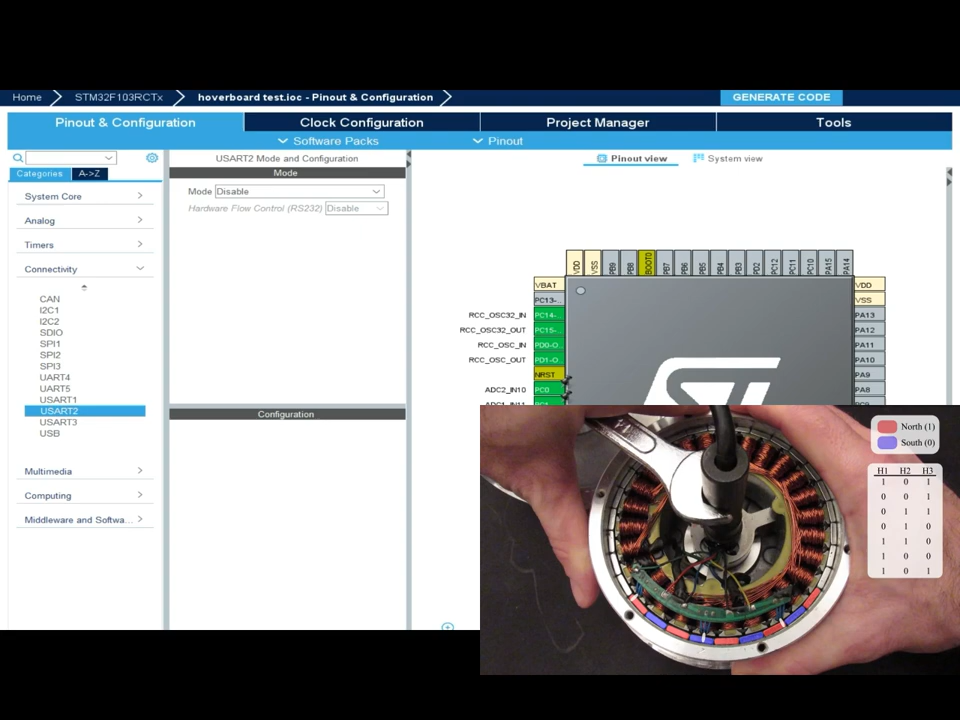 Home STM32F103RCTx hoverboard test.ioc - Pinout & Configuration GENERATE CODE
Pinout & Configuration Clock Configuration Project Manager Tools
Software Packs Pinout
USART2 Mode and Configuration
Pinout view System view
Categories A->Z
Mode
Mode Disable
Hardware Flow Control (RS232) Disable
System Core
Analog
Timers
Connectivity
CAN
I2C1
I2C2
SDIO
SPI1
SPI2
SPI3
UART4
UART5
USART1
USART2
USART3
USB
Multimedia
Computing
Middleware and Softwa...
Configuration
VDD VSS PB9 PB8 BOOT0 PB7 PB6 PB5 PB4 PB3 PD2 PC12 PC11 PC10 PA15 PA14
VBAT VDD
PC13-.. VSS
RCC_OSC32_IN PC14-.. PA13
RCC_OSC32_OUT PC15-.. PA12
RCC_OSC_IN PD0-O.. PA11
RCC_OSC_OUT PD1-O.. PA10
NRST PA9
ADC2_IN10 PC0 PA8
ADC1_IN11 PC1 PC9
North (1)
South (0)
H1 H2 H3
1 0 1
0 0 1
0 1 1
0 1 0
1 1 0
1 0 0
1 0 1